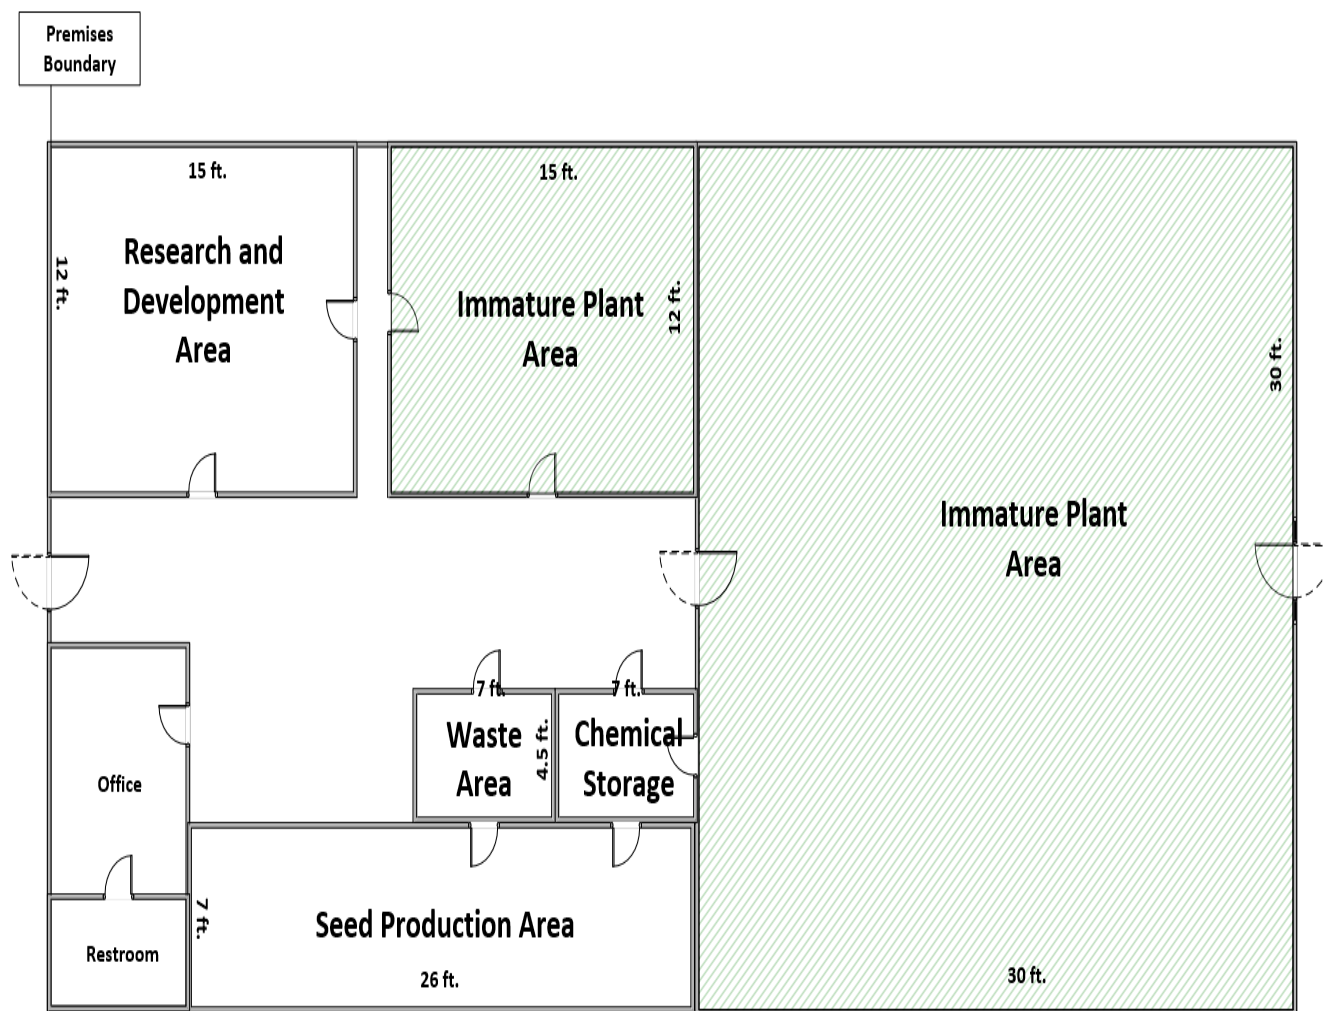 Premises
Boundary
15 ft.
15 ft.
Research and
Development
Area
12 ft.
Immature Plant
Area
12 ft.
30 ft.
Immature Plant
Area
7 ft.
7 ft.
Waste
Area
4.5 ft.
Chemical
Storage
Office
7 ft.
Seed Production Area
Restroom
26 ft.
30 ft.